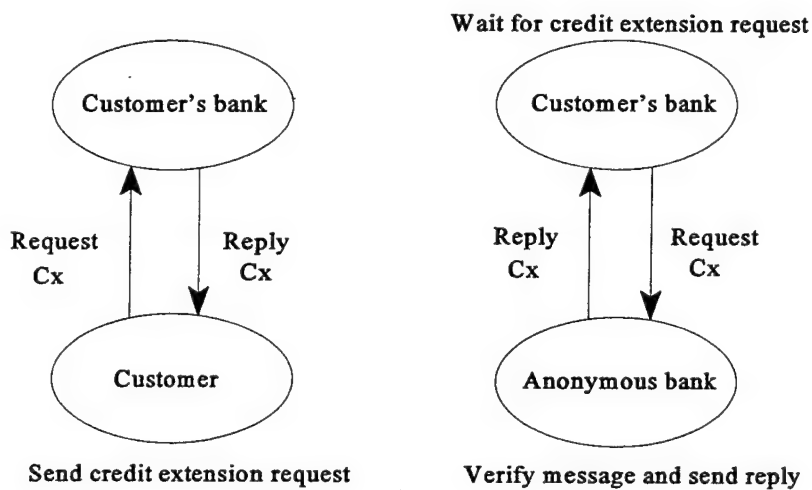 Wait for credit extension request
Customer's bank
Customer's bank
Request
Cx
Reply
Cx
Reply
Cx
Request
Cx
Customer
Anonymous bank
Send credit extension request
Verify message and send reply